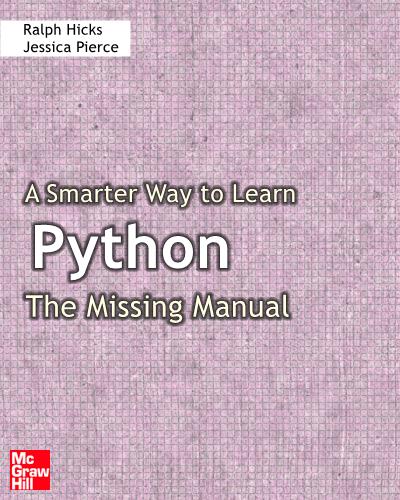 Ralph Hicks
Jessica Pierce
A Smarter Way to Learn
Python
The Missing Manual
Mc
Graw
Hill